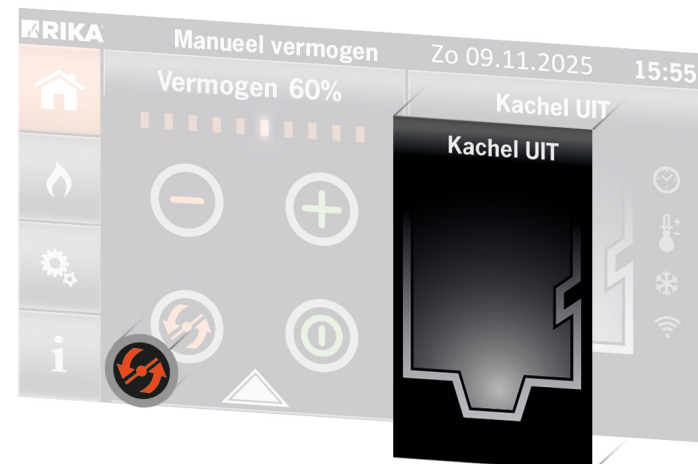 RIKA
Manueel vermogen
Zo 09.11.2025
15:55
Vermogen 60%
Kachel UIT
Kachel UIT